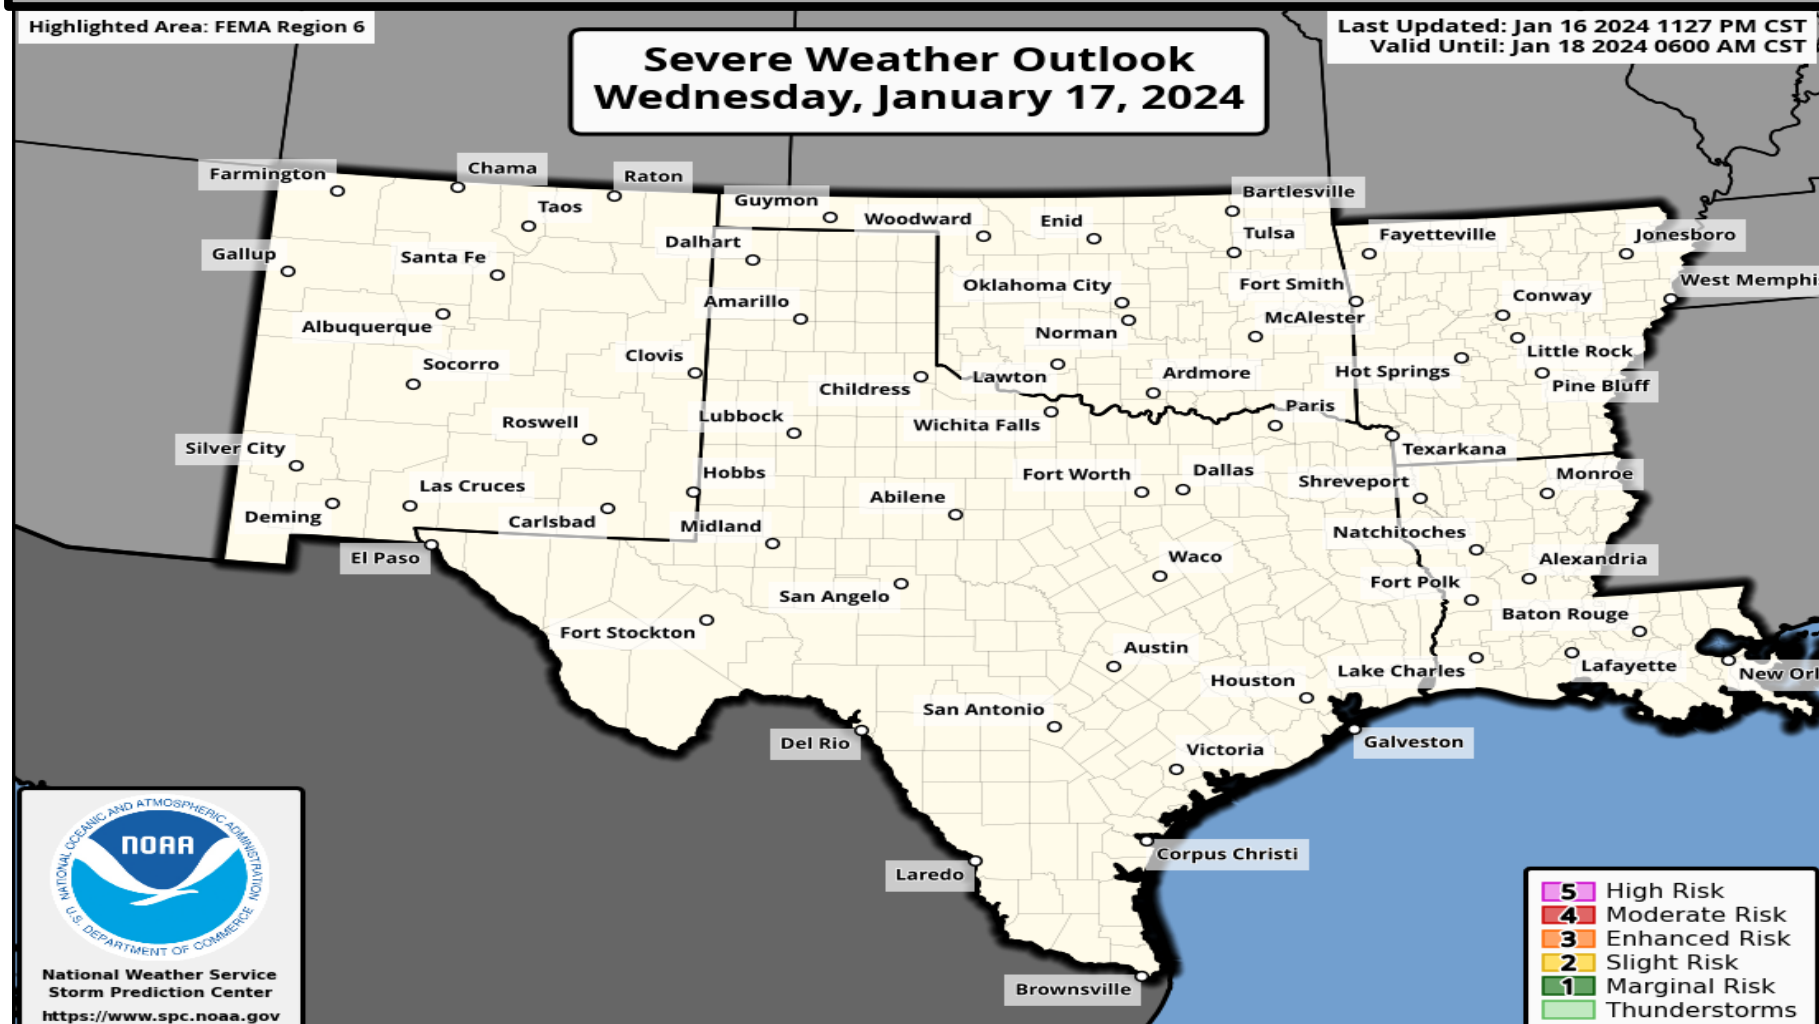 Highlighted Area: FEMA Region 6
Severe Weather Outlook
Wednesday, January 17, 2024
Last Updated: Jan 16 2024 1127 PM CST
Valid Until: Jan 18 2024 0600 AM CST
Farmington
Chama
Raton
Taos
Guymon
Woodward
Enid
Bartlesville
Gallup
Santa Fe
Dalhart
Tulsa
Fayetteville
Jonesboro
Albuquerque
Amarillo
Oklahoma City
Fort Smith
Conway
West Memphi
Socorro
Clovis
Norman
McAlester
Little Rock
Childress
Lawton
Ardmore
Hot Springs
Pine Bluff
Roswell
Lubbock
Wichita Falls
Paris
Silver City
Texarkana
Las Cruces
Hobbs
Abilene
Fort Worth
Dallas
Shreveport
Monroe
Deming
Carlsbad
Midland
Natchitoches
El Paso
Waco
Alexandria
San Angelo
Fort Polk
Fort Stockton
Baton Rouge
Austin
Lake Charles
Lafayette
New Orl
Houston
San Antonio
Del Rio
Victoria
Galveston
Corpus Christi
Laredo
Brownsville
NATIONAL OCEANIC AND ATMOSPHERIC ADMINISTRATION
NOAA
U.S. DEPARTMENT OF COMMERCE
National Weather Service
Storm Prediction Center
https://www.spc.noaa.gov
5 High Risk
4 Moderate Risk
3 Enhanced Risk
2 Slight Risk
1 Marginal Risk
Thunderstorms